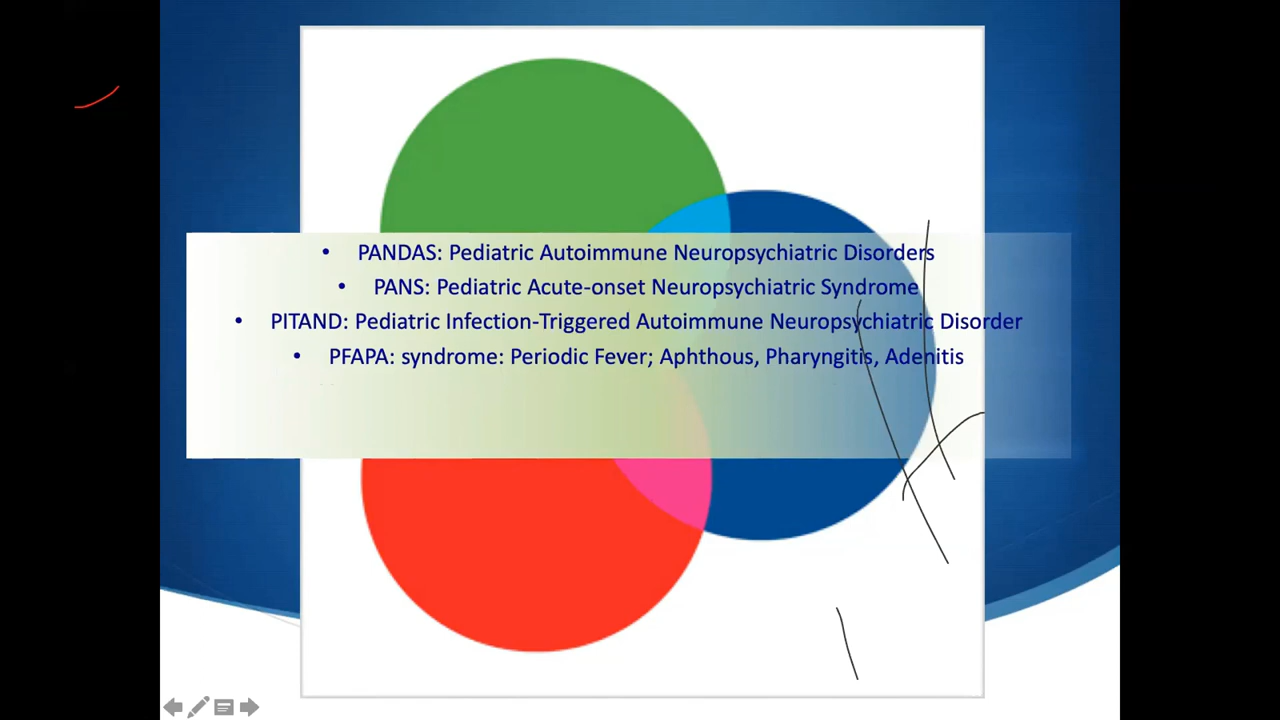 • PANDAS: Pediatric Autoimmune Neuropsychiatric Disorders
• PANS: Pediatric Acute-onset Neuropsychiatric Syndrome
• PITAND: Pediatric Infection-Triggered Autoimmune Neuropsychiatric Disorder
• PFAPA: syndrome: Periodic Fever; Aphthous, Pharyngitis, Adenitis